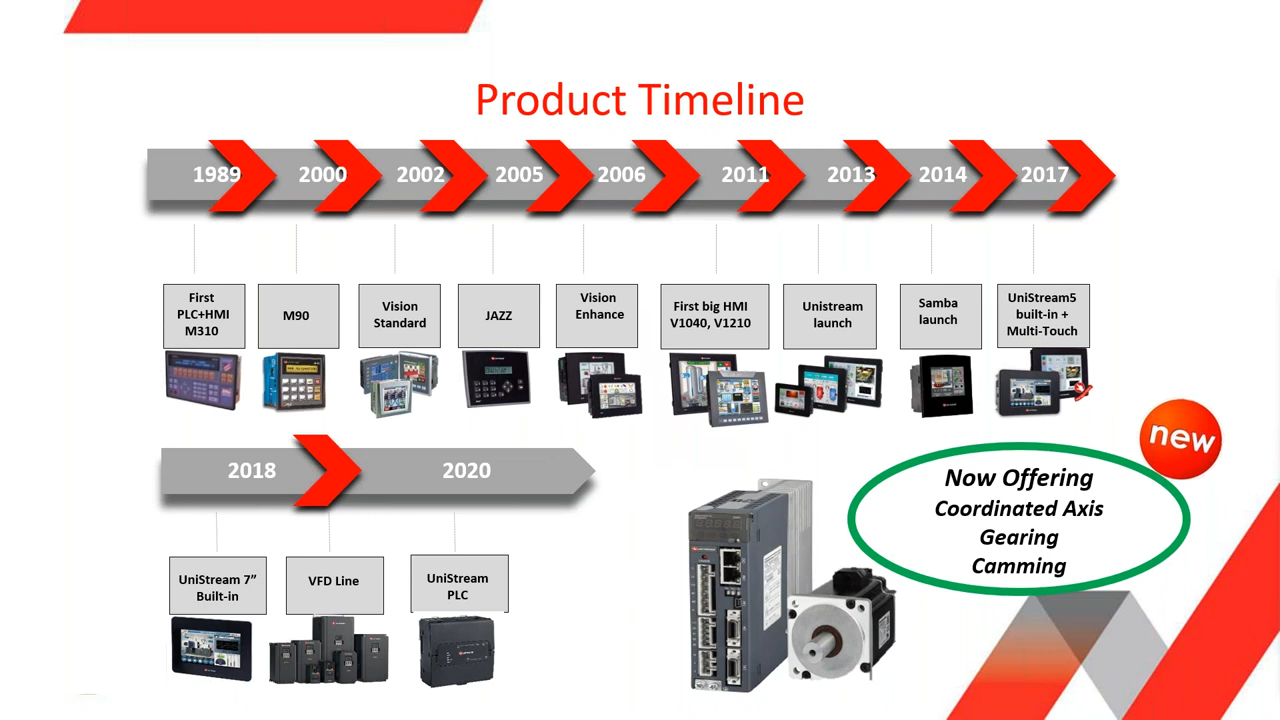 Product Timeline
1989 2000 2002 2005 2006 2011 2013 2014 2017
First
PLC+HMI
M310
M90
Vision
Standard
JAZZ
Vision
Enhance
First big HMI
V1040, V1210
Unistream
launch
Samba
launch
UniStream5
built-in +
Multi-Touch
new
2018 2020
UniStream 7”
Built-in
VFD Line
UniStream
PLC
Now Offering
Coordinated Axis
Gearing
Camming